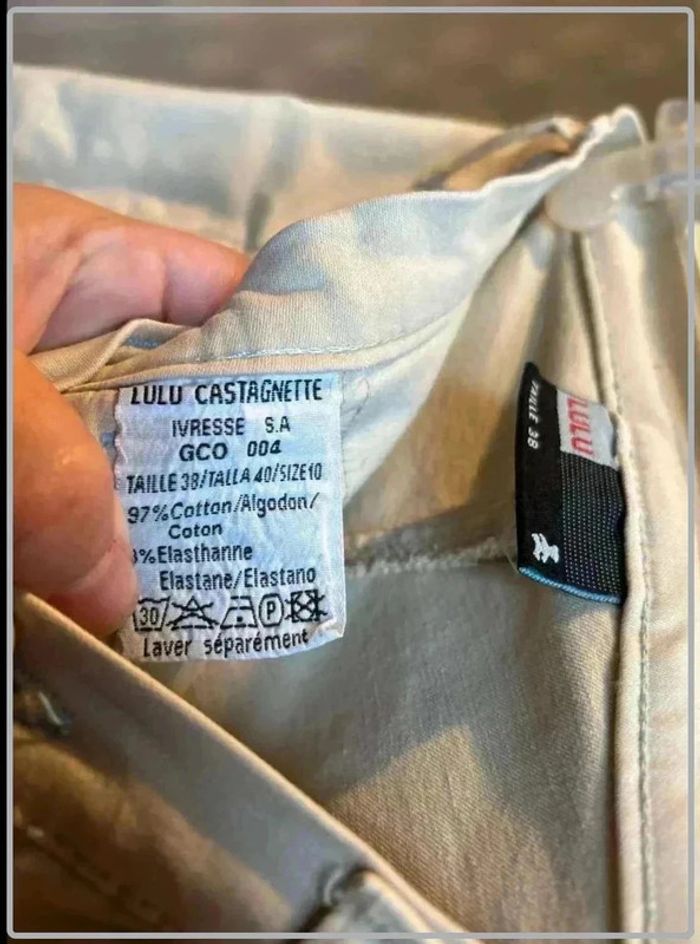 LULU CASTAGNETTE
IVRESSE S.A
GCO 004
TAILLE 38/TALLA 40/SIZE10
97%Cotton/Algodon/
Coton
3%Elasthanne
Elastane/Elastano
30 P
Laver séparément
TAILLE 38
LULU